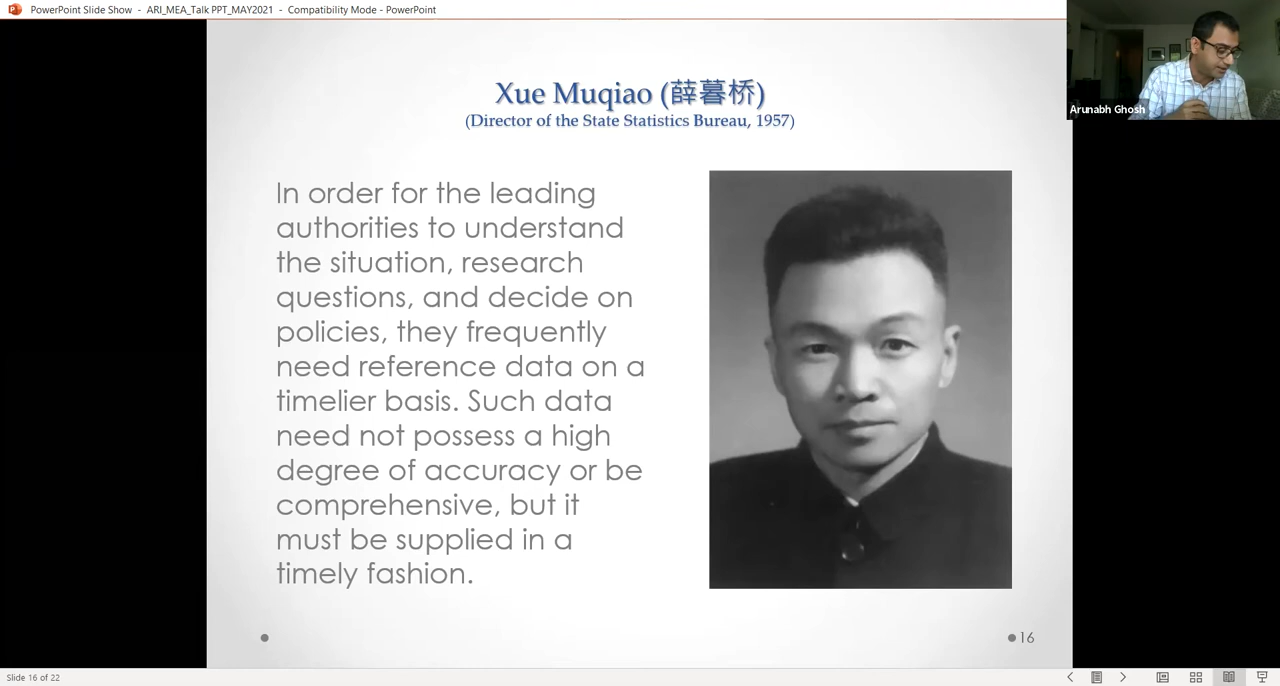 PowerPoint Slide Show - ARI_MEA_Talk PPT_MAY2021 - Compatibility Mode - PowerPoint
Arunabh Ghosh
Xue Muqiao (薛暮桥)
(Director of the State Statistics Bureau, 1957)
In order for the leading
authorities to understand
the situation, research
questions, and decide on
policies, they frequently
need reference data on a
timelier basis. Such data
need not possess a high
degree of accuracy or be
comprehensive, but it
must be supplied in a
timely fashion.
16
Slide 16 of 22